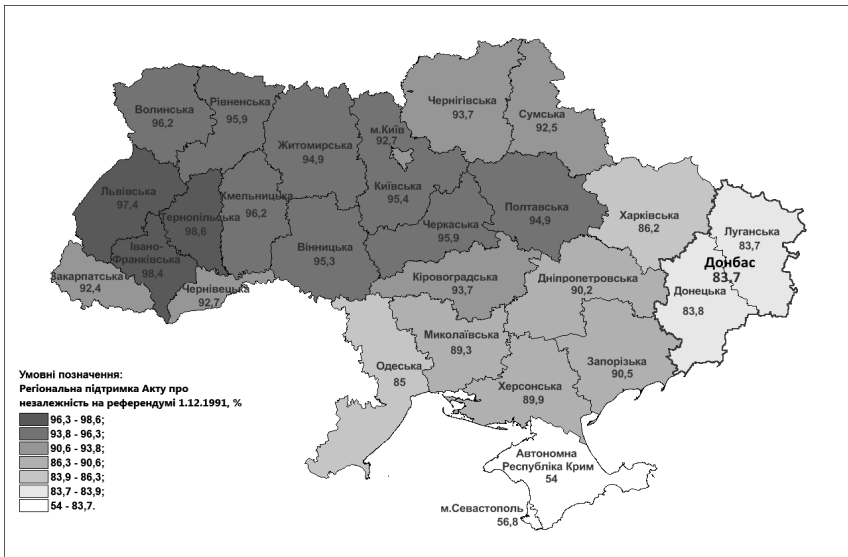 Волинська
96,2
Рівненська
95,9
Житомирська
94,9
м.Київ
92,7
Чернігівська
93,7
Сумська
92,5
Львівська
97,4
Тернопільська
98,6
Хмельницька
96,2
Київська
95,4
Полтавська
94,9
Харківська
86,2
Луганська
83,7
Івано-
Франківська
98,4
Вінницька
95,3
Черкаська
95,9
Донбас
83,7
Закарпатська
92,4
Чернівецька
92,7
Кіровоградська
93,7
Дніпропетровська
90,2
Донецька
83,8
Миколаївська
89,3
Запорізька
90,5
Одеська
85
Херсонська
89,9
Автономна
Республіка Крим
54
м.Севастополь
56,8
Умовні позначення:
Регіональна підтримка Акту про
незалежність на референдумі 1.12.1991, %
96,3 - 98,6;
93,8 - 96,3;
90,6 - 93,8;
86,3 - 90,6;
83,9 - 86,3;
83,7 - 83,9;
54 - 83,7.